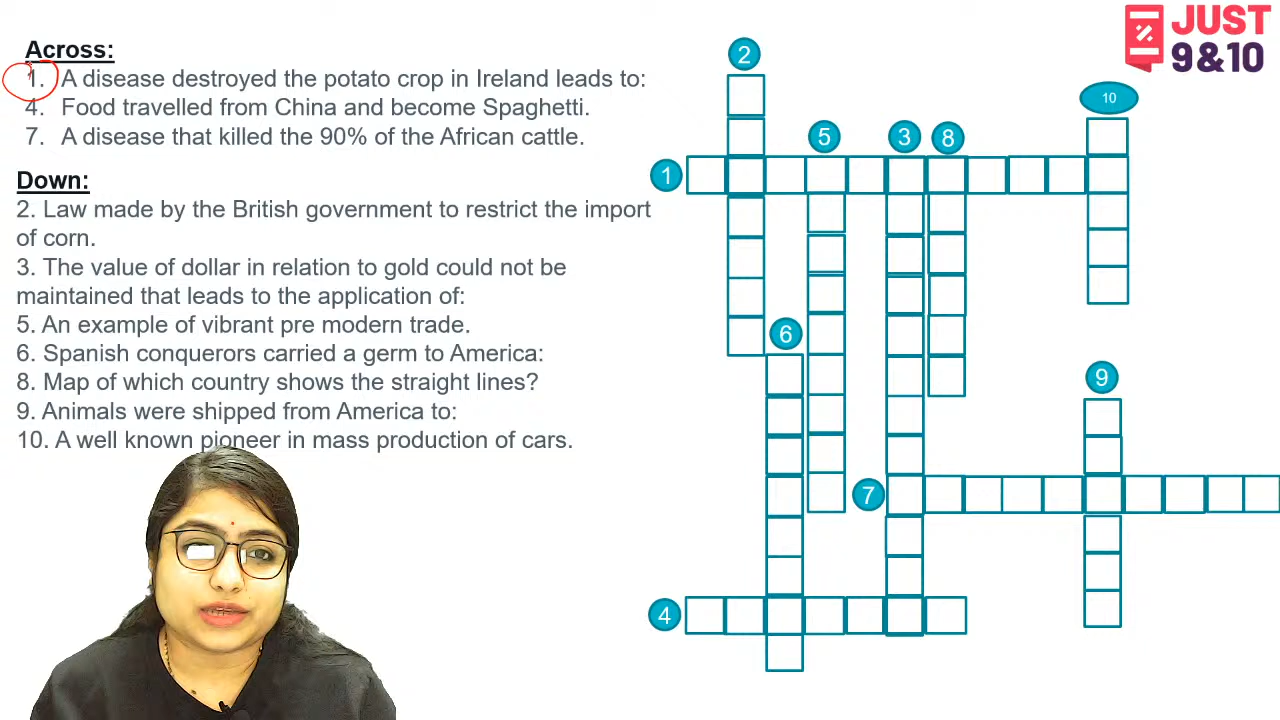 JUST
9&10
Across:
1. A disease destroyed the potato crop in Ireland leads to:
4. Food travelled from China and become Spaghetti.
7. A disease that killed the 90% of the African cattle.
Down:
2. Law made by the British government to restrict the import
of corn.
3. The value of dollar in relation to gold could not be
maintained that leads to the application of:
5. An example of vibrant pre modern trade.
6. Spanish conquerors carried a germ to America:
8. Map of which country shows the straight lines?
9. Animals were shipped from America to:
10. A well known pioneer in mass production of cars.
2
10
5
3
8
1
6
9
7
4